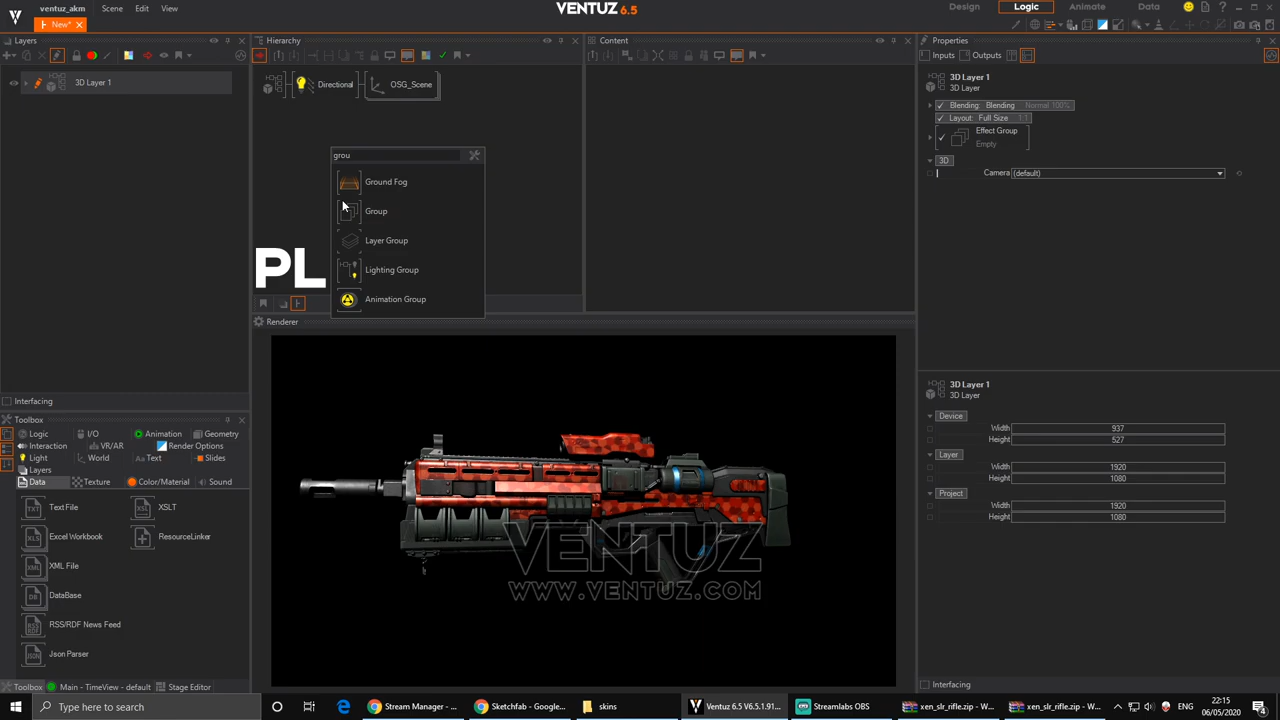 ventuz_akm Scene Edit View
VENTUZ 6.5
Design Logic Animate Data
New*
Layers
Hierarchy
Content
Properties
Inputs Outputs
3D Layer 1
Directional OSG_Scene
3D Layer 1
3D Layer
Blending: Blending Normal 100%
Layout: Full Size 1:1
Effect Group
Empty
3D
Camera (default)
grou
Ground Fog
Group
Layer Group
Lighting Group
Animation Group
PL
Renderer
VENTUZ
WWW.VENTUZ.COM
Interfacing
Toolbox
Logic I/O Animation Geometry
Interaction VR/AR Render Options
Light World Text Slides
Layers
Data Texture Color/Material Sound
Text File XSLT
Excel Workbook ResourceLinker
XML File
DataBase
RSS/RDF News Feed
Json Parser
Toolbox Main - TimeView - default Stage Editor
3D Layer 1
3D Layer
Device
Width 937
Height 527
Layer
Width 1920
Height 1080
Project
Width 1920
Height 1080
Interfacing
Type here to search
Stream Manager - ...
Sketchfab - Google...
skins
Ventuz 6.5 V6.5.1.91...
Streamlabs OBS
xen_slr_rifle.zip - W...
xen_slr_rifle.zip - W...
22:15
06/05/2020